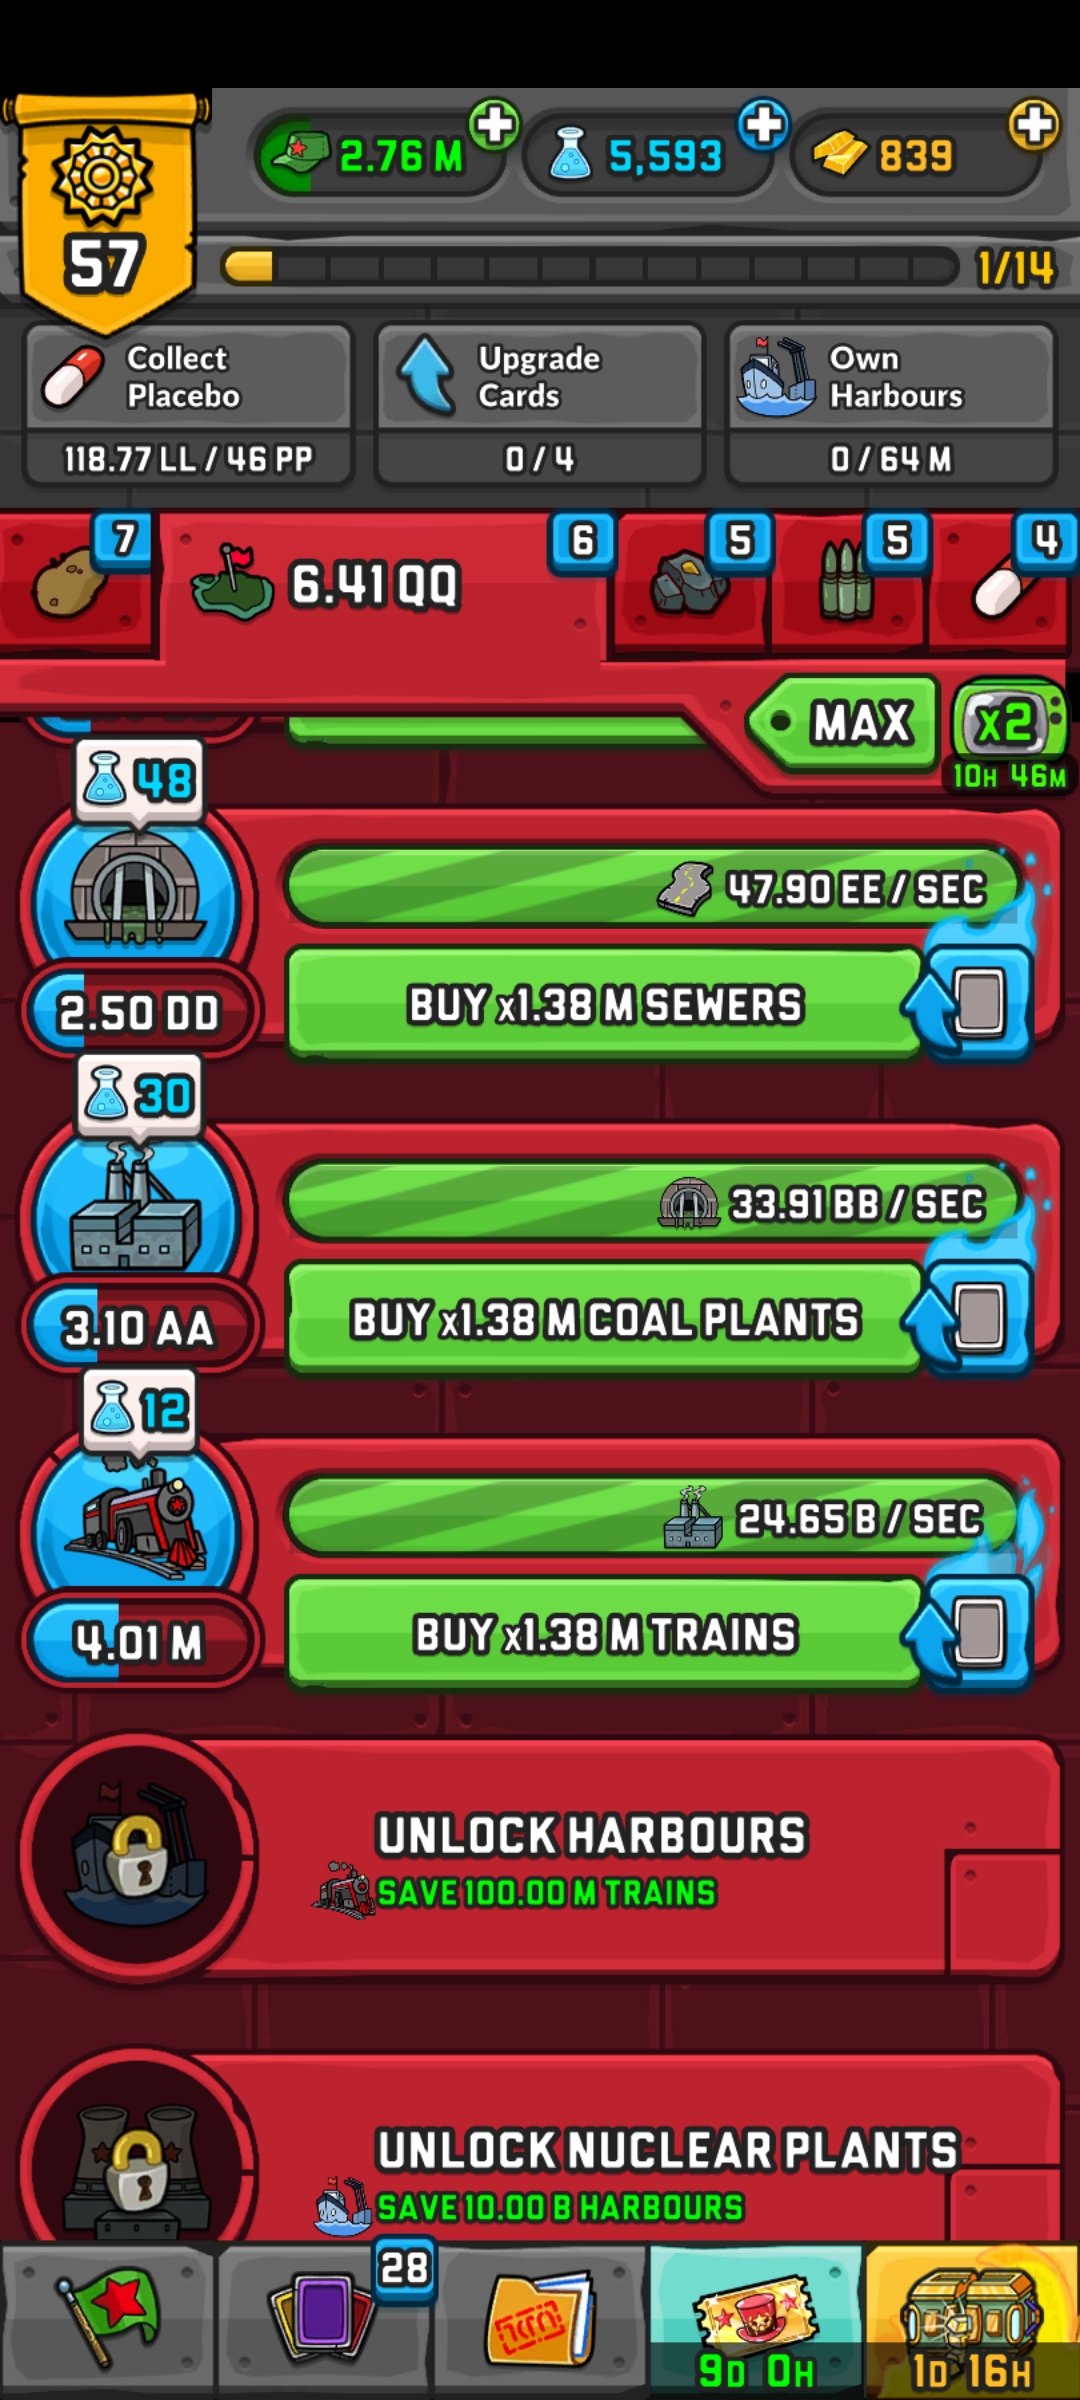 2.76 M
5,593
839
57
1/14
Collect Placebo
118.77 LL / 46 PP
Upgrade Cards
0 / 4
Own Harbours
0 / 64 M
7
6.41 QQ
6
5
5
4
MAX
x2
10H 46M
48
47.90 EE / SEC
2.50 DD
BUY x1.38 M SEWERS
30
33.91 BB / SEC
3.10 AA
BUY x1.38 M COAL PLANTS
12
24.65 B / SEC
4.01 M
BUY x1.38 M TRAINS
UNLOCK HARBOURS
SAVE 100.00 M TRAINS
UNLOCK NUCLEAR PLANTS
SAVE 10.00 B HARBOURS
28
9D 0H
1D 16H